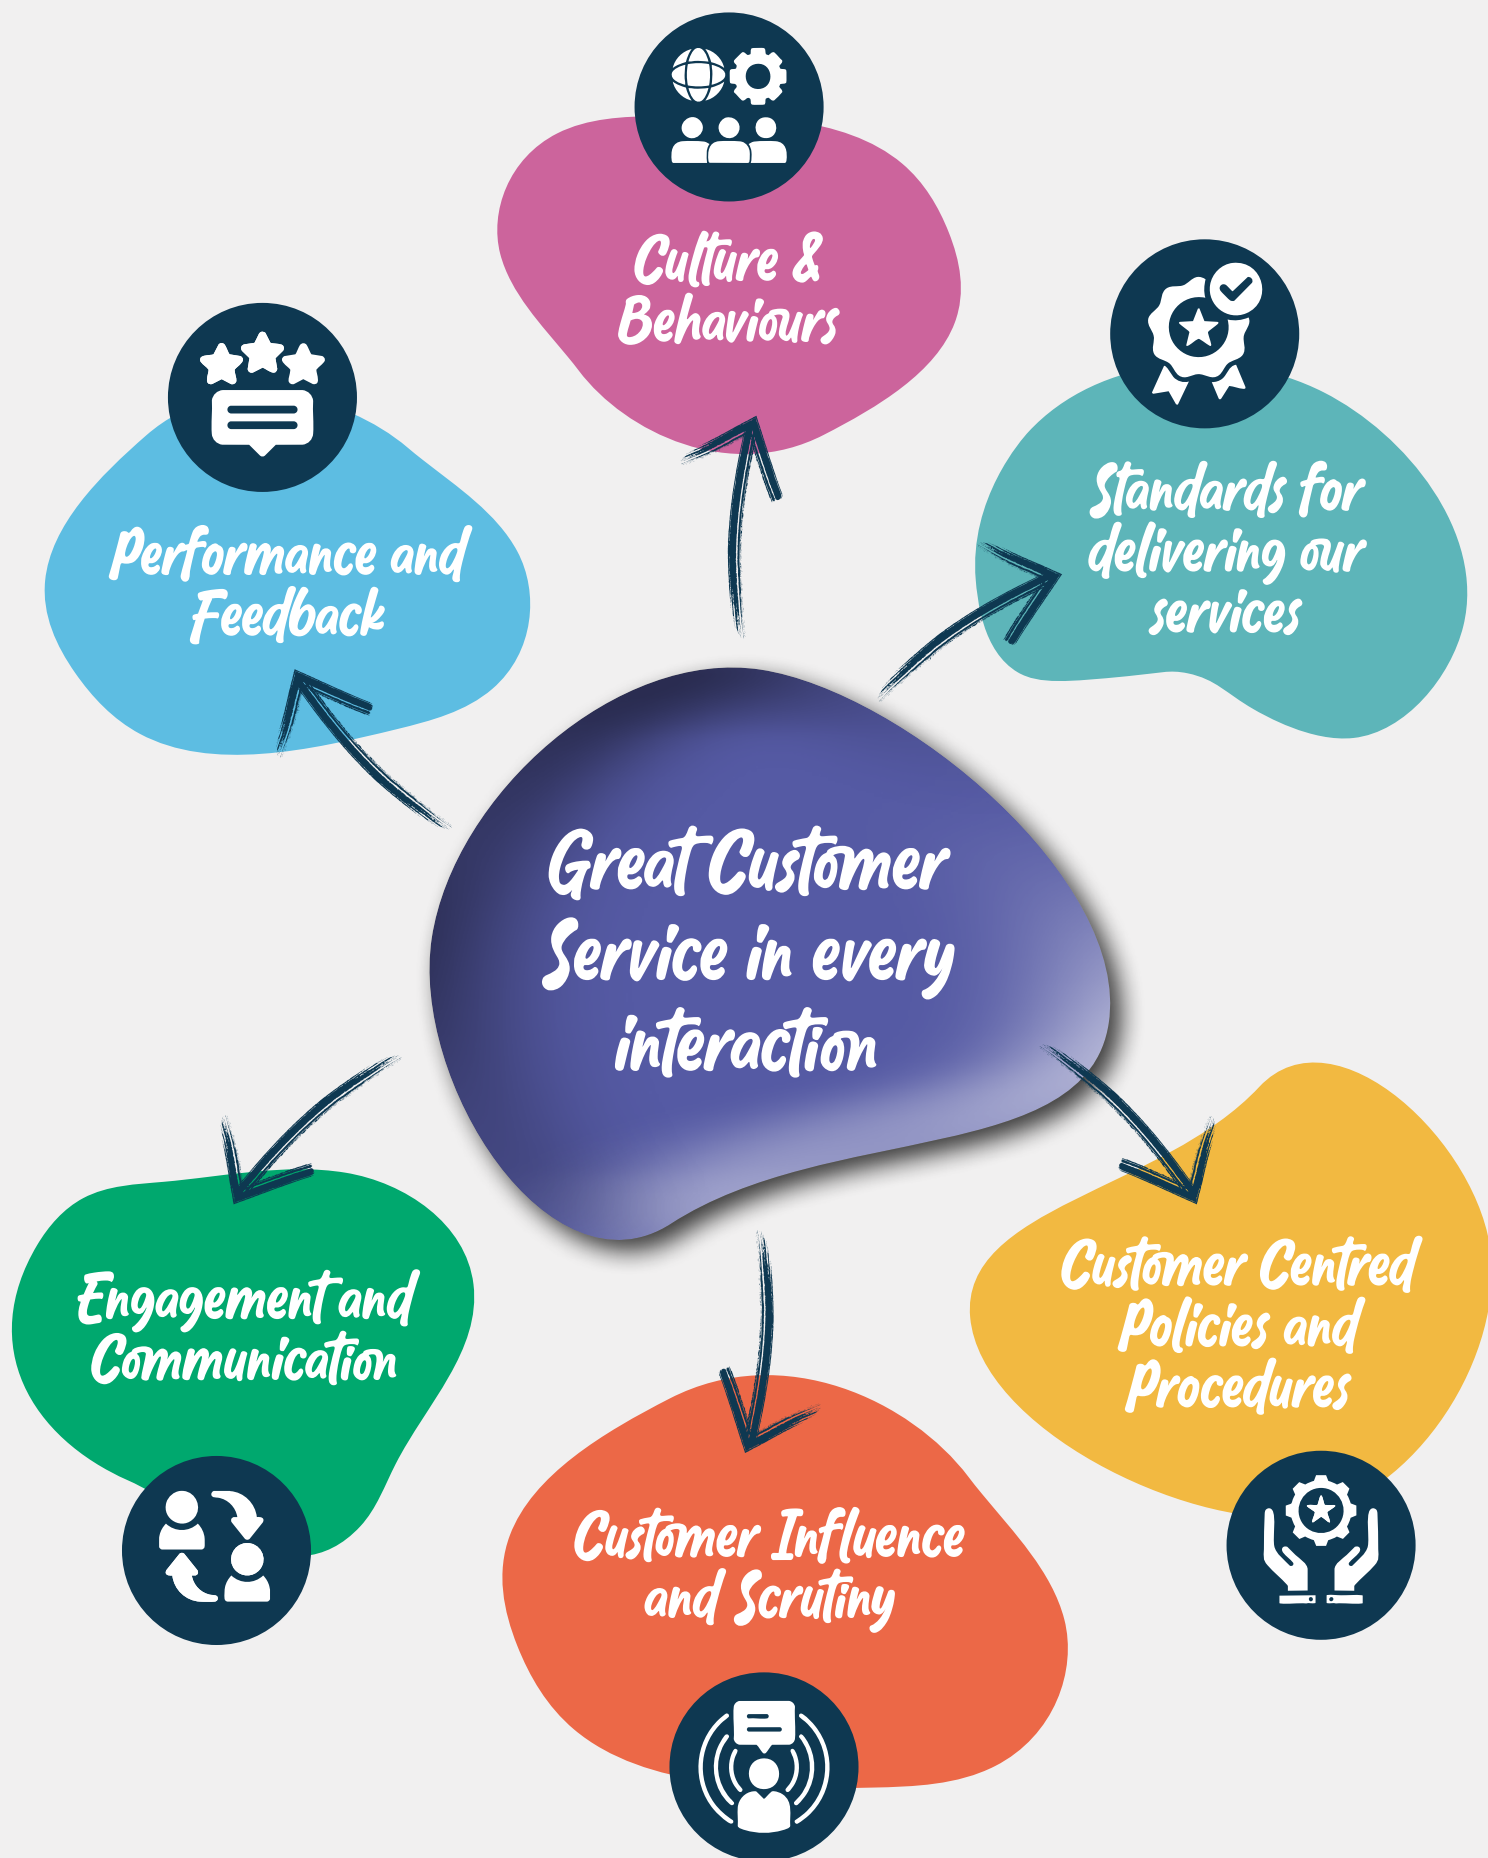 Culture &
Behaviours
Standards for
delivering our
services
Performance and
Feedback
Great Customer
Service in every
interaction
Customer Centred
Policies and
Procedures
Engagement and
Communication
Customer Influence
and Scrutiny